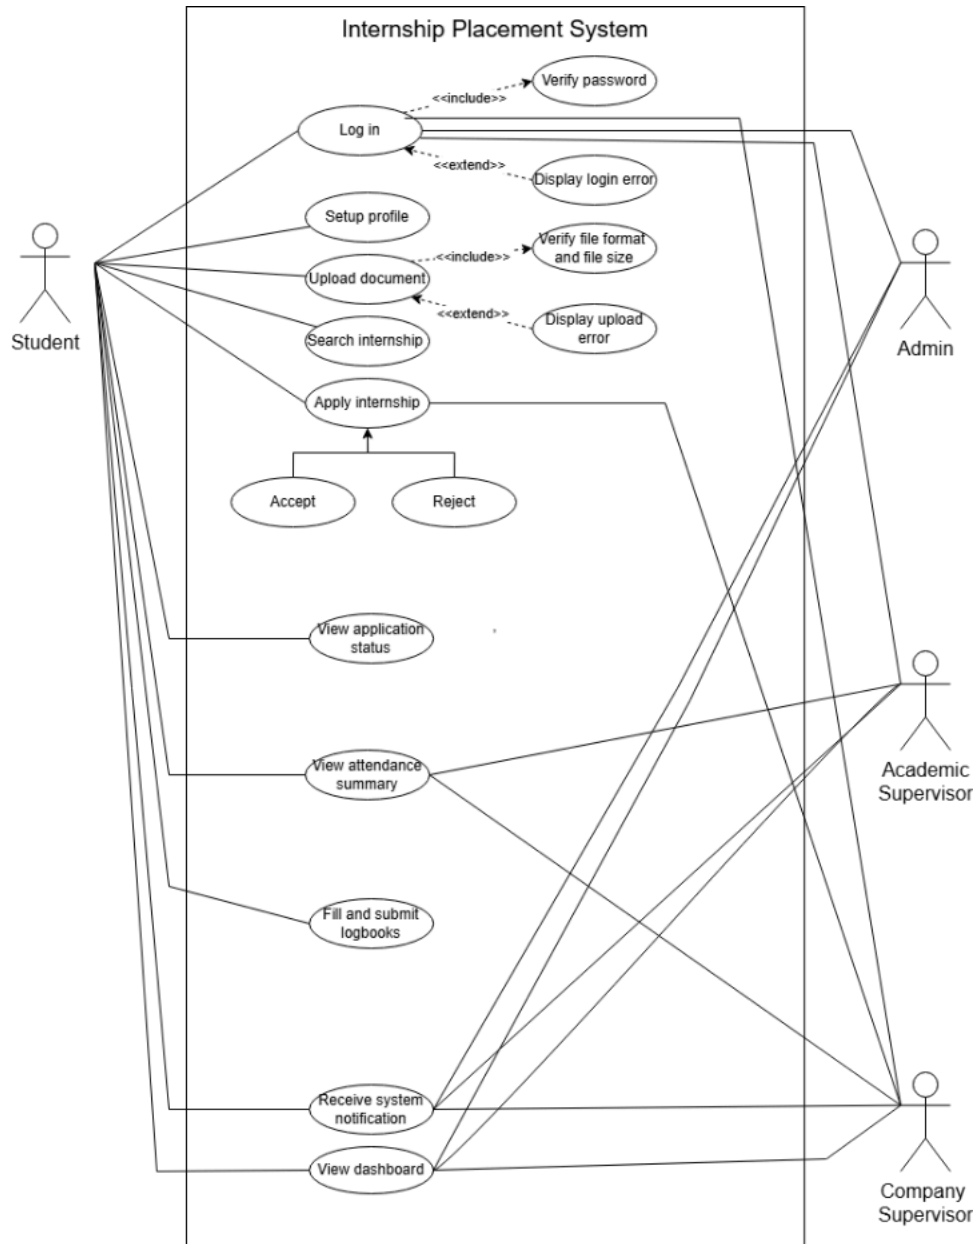 Internship Placement System
Verify password
<<include>>
Log in
<<extend>>
Display login error
Setup profile
Verify file format
and file size
<<include>>
Upload document
<<extend>>
Display upload
error
Student
Search internship
Admin
Apply internship
Accept
Reject
View application
status
View attendance
summary
Academic
Supervisor
Fill and submit
logbooks
Receive system
notification
View dashboard
Company
Supervisor